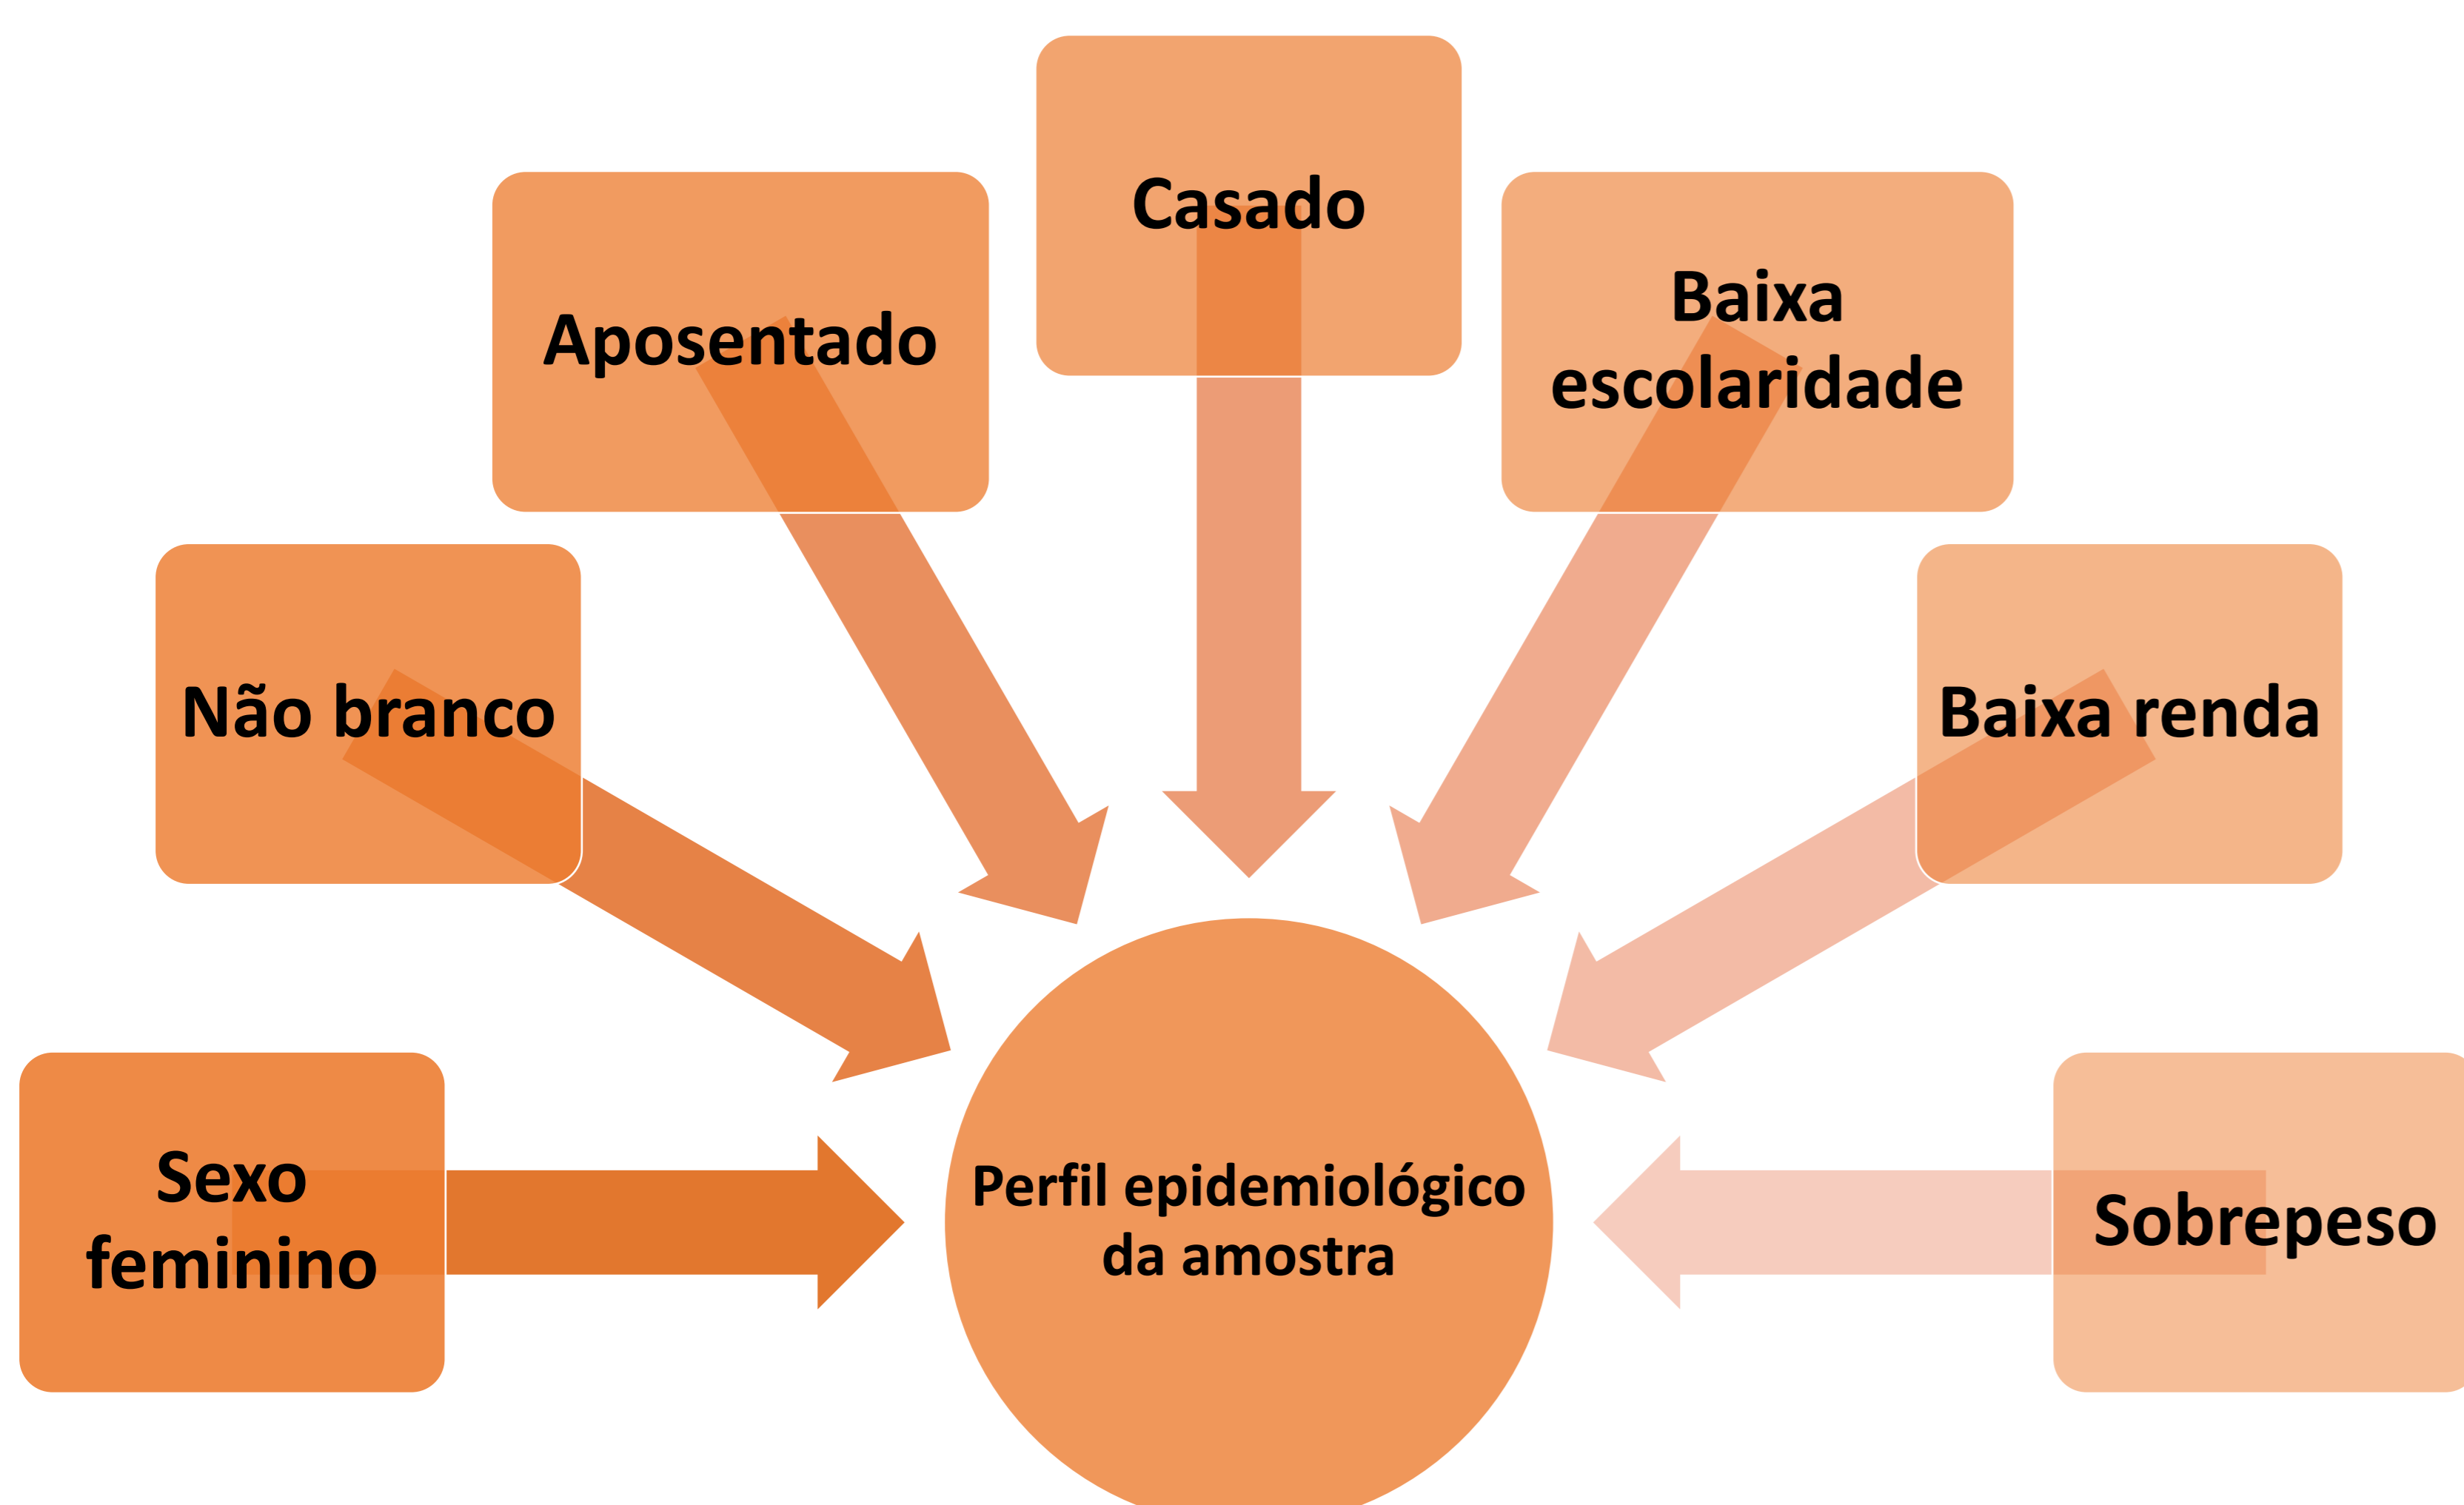 Casado
Aposentado
Baixa
escolaridade
Não branco
Baixa renda
Sexo
feminino
Perfil epidemiológico
da amostra
Sobrepeso